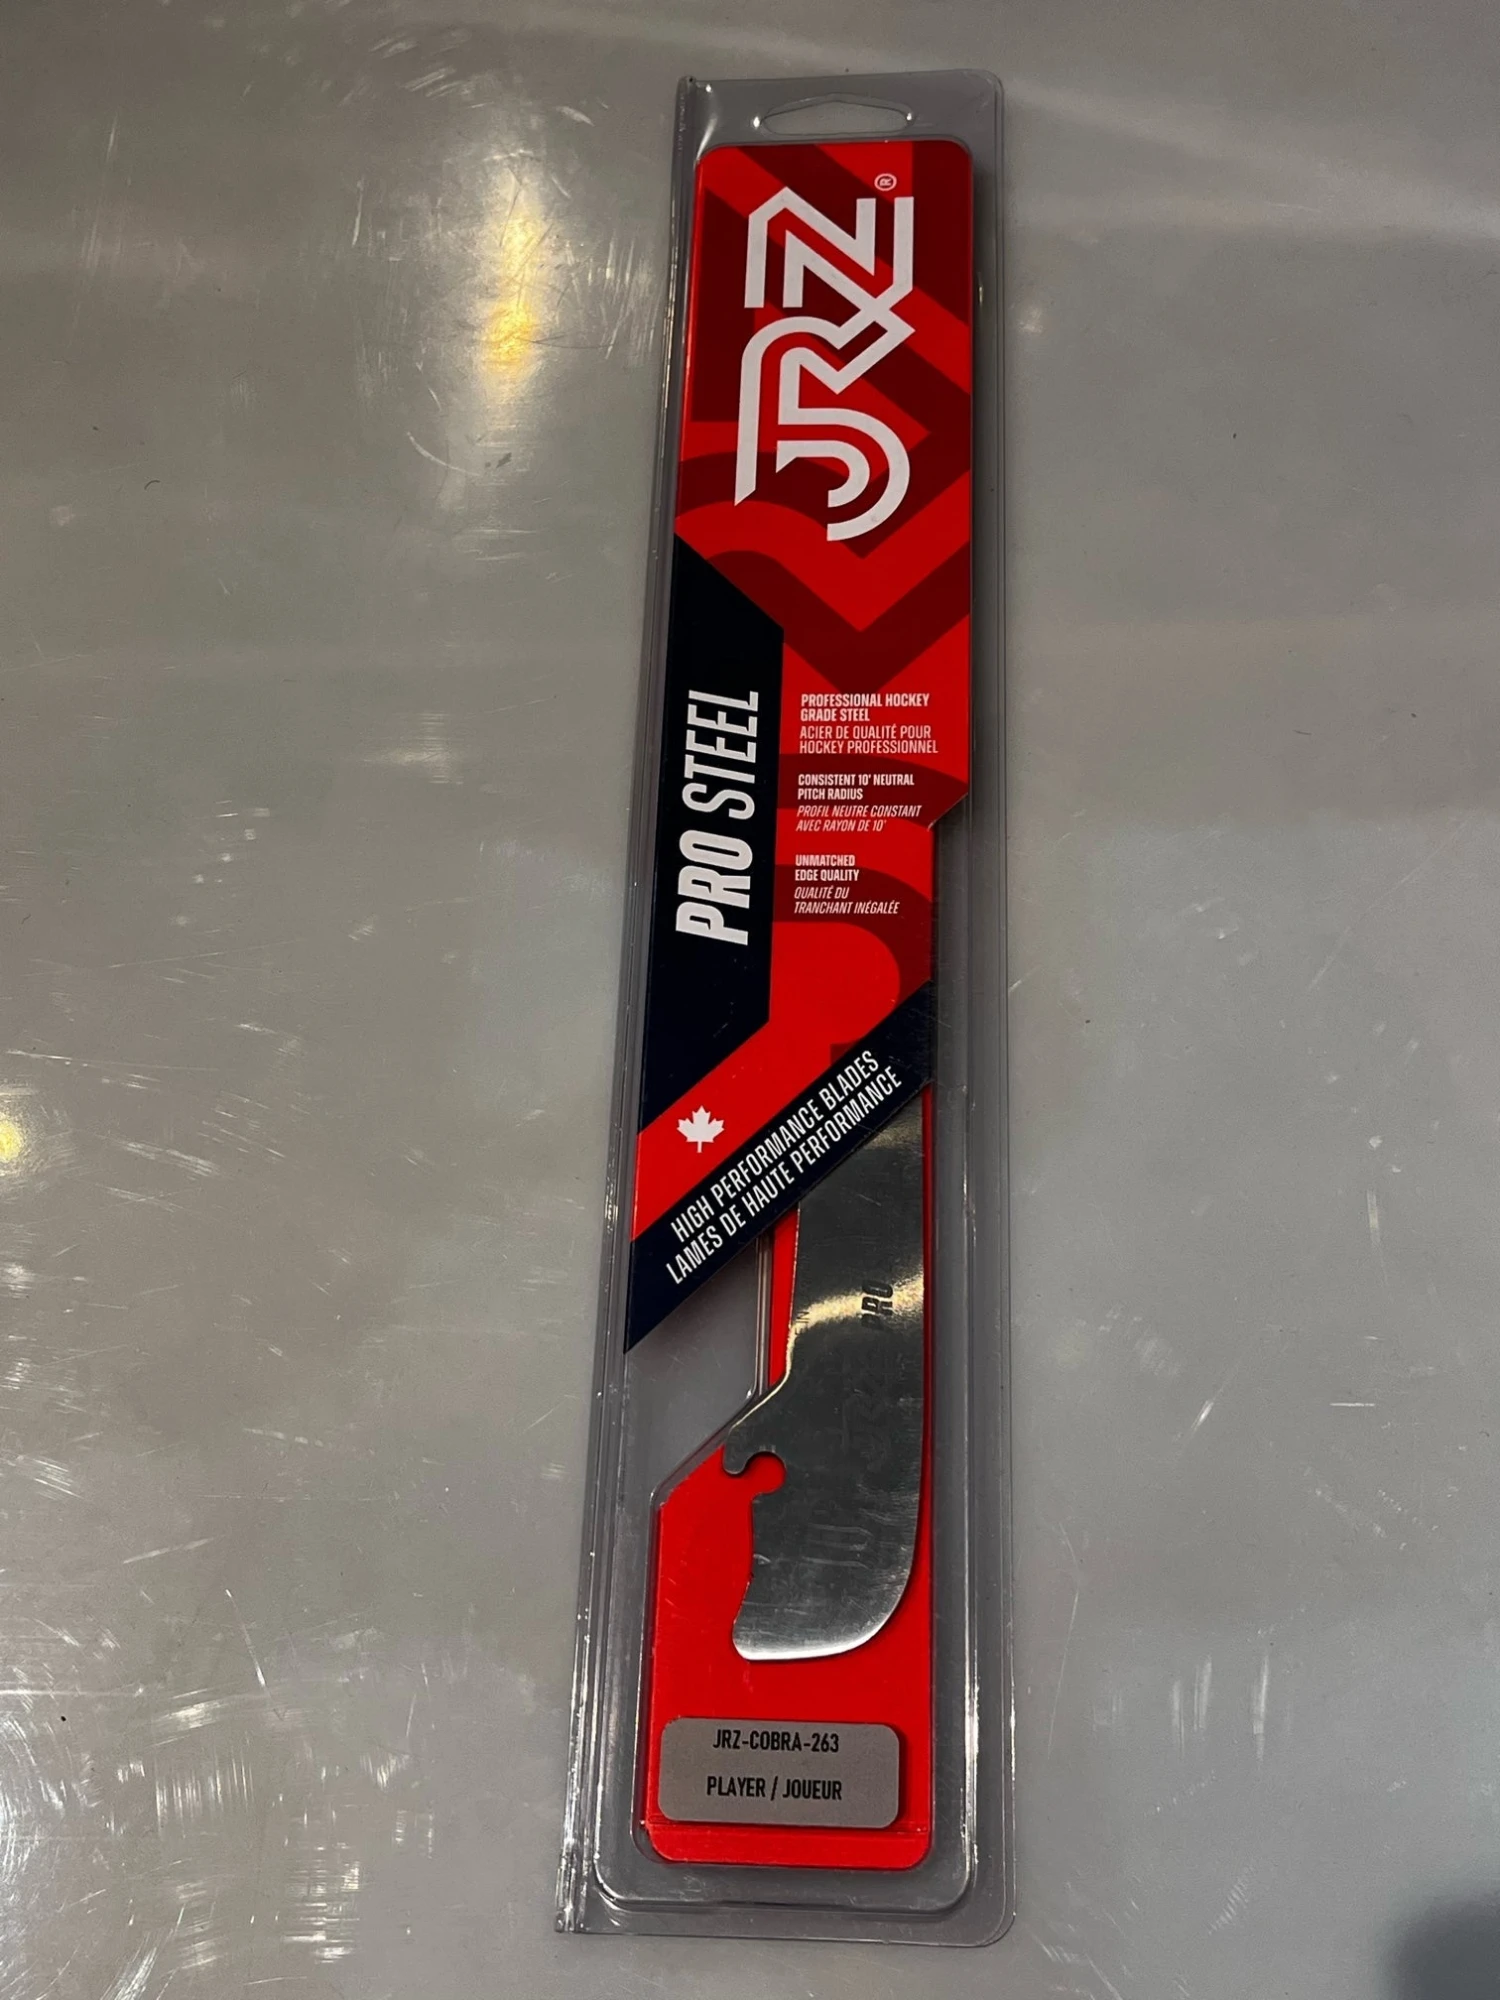 JRZ®
PRO STEEL
PROFESSIONAL HOCKEY
GRADE STEEL
ACIER DE QUALITÉ POUR
HOCKEY PROFESSIONNEL
CONSISTENT 10' NEUTRAL
PITCH RADIUS
PROFIL NEUTRE CONSTANT
AVEC RAYON DE 10'
UNMATCHED
EDGE QUALITY
QUALITÉ DU
TRANCHANT INÉGALÉE
HIGH PERFORMANCE BLADES
LAMES DE HAUTE PERFORMANCE
JRZ PRO
JRZ-COBRA-263
PLAYER / JOUEUR